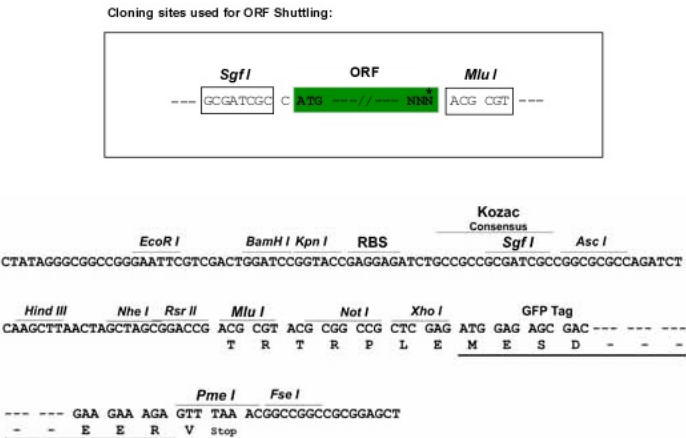 Cloning sites used for ORF Shuttling:
Sgf I ORF Mlu I
--- GCGATCGC C ATG ---//--- NNN* ACG CGT ---
Kozac
Consensus
EcoR I BamH I Kpn I RBS Sgf I Asc I
CTATAGGGCGGCCGGGAATTCGTCGACTGGATCCGGTACCGAGGAGATCTGCCGCCGCGATCGCCGGCGCGCCAGATCT
Hind III Nhe I Rsr II Mlu I Not I Xho I GFP Tag
CAAGCTTAACTAGCTAGCGGACCG ACG CGT ACG CGG CCG CTC GAG ATG GAG AGC GAC --- --- ---
T R T R P L E M E S D - - -
Pme I Fse I
--- --- GAA GAA AGA GTT TAA ACGGCCGGCCGCGGAGCT
- - E E R V Stop